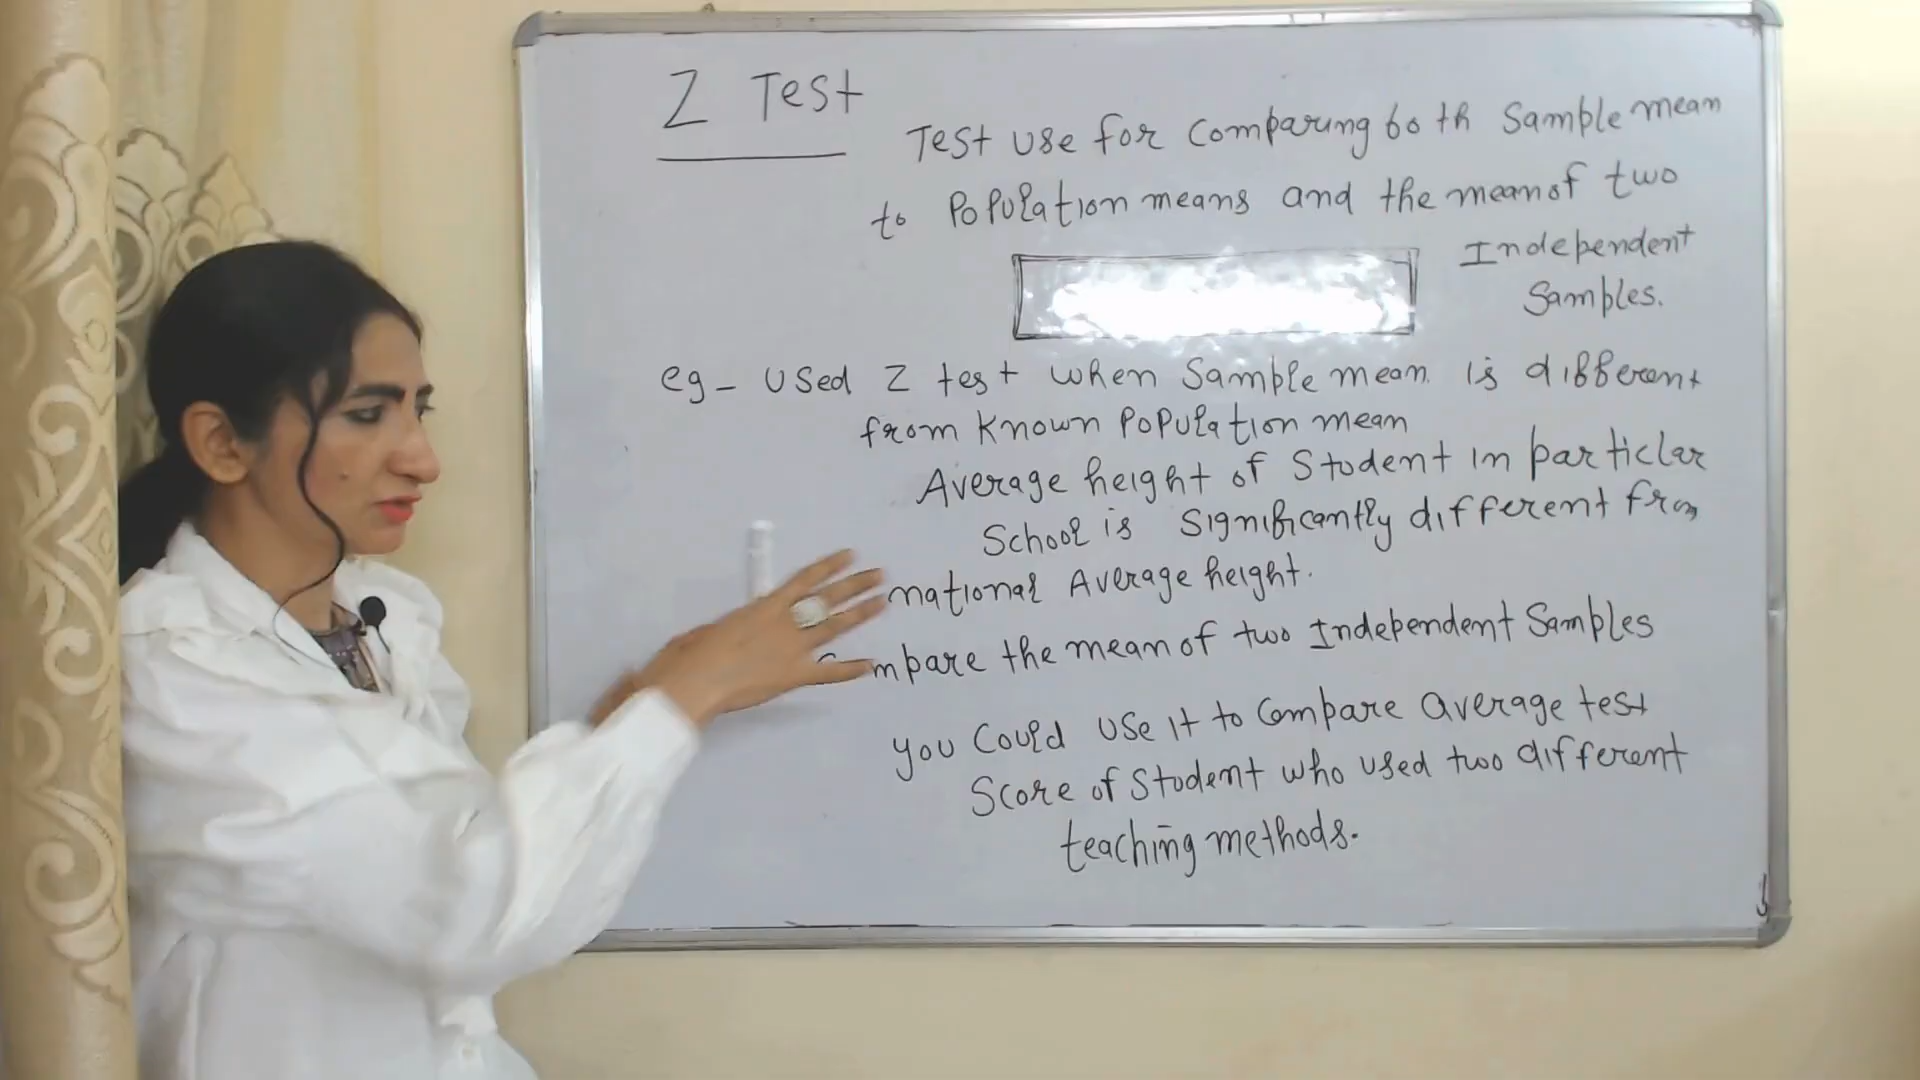 Z Test
Test use for comparing both Sample mean
to Population means and the mean of two
Independent
Samples.
eg- Used Z test when Sample mean is different
from known Population mean
Average height of Student in particlar
School is significantly different from
national Average height.
the mean of two Independent Samples
you Could use it to Compare average test
Score of Student who used two different
teaching methods.